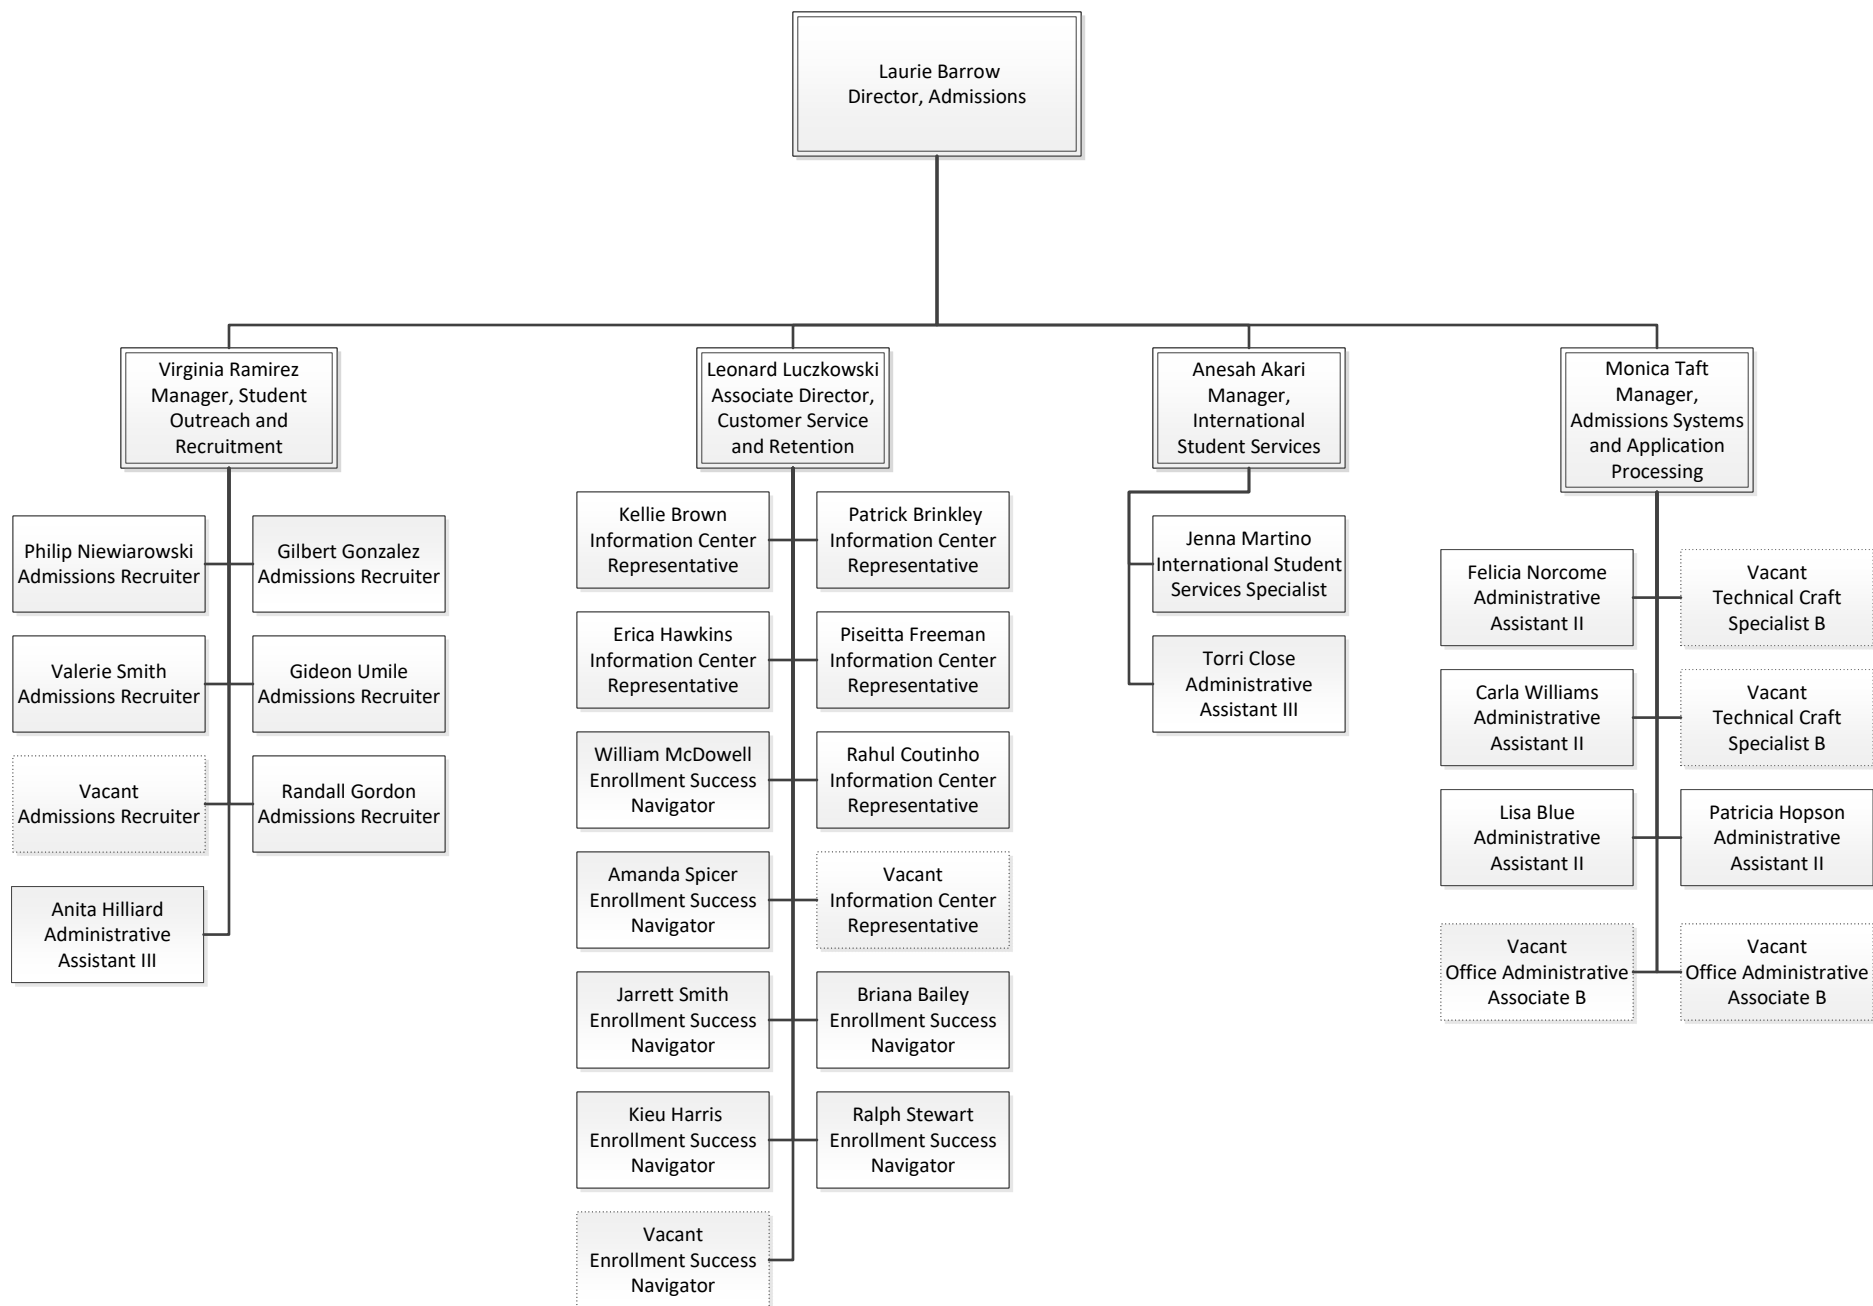 Laurie Barrow
Director, Admissions
Virginia Ramirez
Manager, Student
Outreach and
Recruitment
Leonard Luczkowski
Associate Director,
Customer Service
and Retention
Anesah Akari
Manager,
International
Student Services
Monica Taft
Manager,
Admissions Systems
and Application
Processing
Philip Niewiarowski
Admissions Recruiter
Gilbert Gonzalez
Admissions Recruiter
Valerie Smith
Admissions Recruiter
Gideon Umile
Admissions Recruiter
Vacant
Admissions Recruiter
Randall Gordon
Admissions Recruiter
Anita Hilliard
Administrative
Assistant III
Kellie Brown
Information Center
Representative
Patrick Brinkley
Information Center
Representative
Erica Hawkins
Information Center
Representative
Piseitta Freeman
Information Center
Representative
William McDowell
Enrollment Success
Navigator
Rahul Coutinho
Information Center
Representative
Amanda Spicer
Enrollment Success
Navigator
Vacant
Information Center
Representative
Jarrett Smith
Enrollment Success
Navigator
Briana Bailey
Enrollment Success
Navigator
Kieu Harris
Enrollment Success
Navigator
Ralph Stewart
Enrollment Success
Navigator
Vacant
Enrollment Success
Navigator
Jenna Martino
International Student
Services Specialist
Torri Close
Administrative
Assistant III
Felicia Norcome
Administrative
Assistant II
Vacant
Technical Craft
Specialist B
Carla Williams
Administrative
Assistant II
Vacant
Technical Craft
Specialist B
Lisa Blue
Administrative
Assistant II
Patricia Hopson
Administrative
Assistant II
Vacant
Office Administrative
Associate B
Vacant
Office Administrative
Associate B